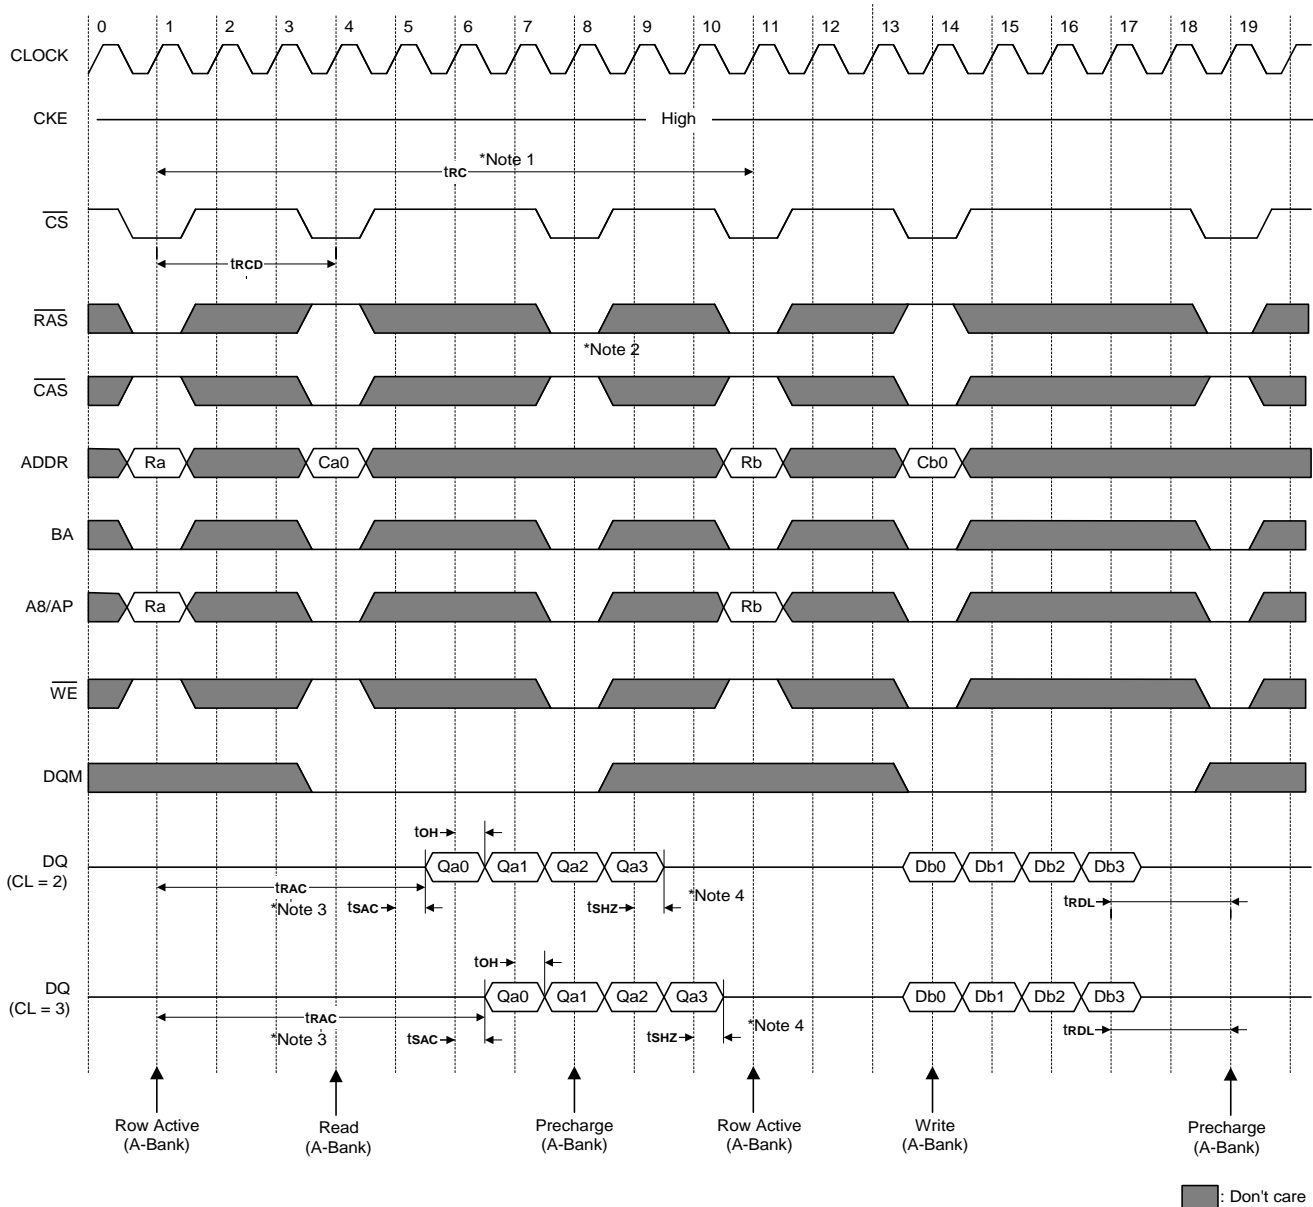 0 1 2 3 4 5 6 7 8 9 10 11 12 13 14 15 16 17 18 19
CLOCK
CKE High
*Note 1
tRC
CS
tRCD
RAS
*Note 2
CAS
ADDR Ra Ca0 Rb Cb0
BA
A8/AP Ra Rb
WE
DQM
tOH
DQ
(CL = 2) Qa0 Qa1 Qa2 Qa3 Db0 Db1 Db2 Db3
tRAC
*Note 3 tSAC tSHZ *Note 4 tRDL
tOH
DQ
(CL = 3) Qa0 Qa1 Qa2 Qa3 Db0 Db1 Db2 Db3
tRAC
*Note 3 tSAC tSHZ *Note 4 tRDL
Row Active
(A-Bank)
Read
(A-Bank)
Precharge
(A-Bank)
Row Active
(A-Bank)
Write
(A-Bank)
Precharge
(A-Bank)
: Don't care